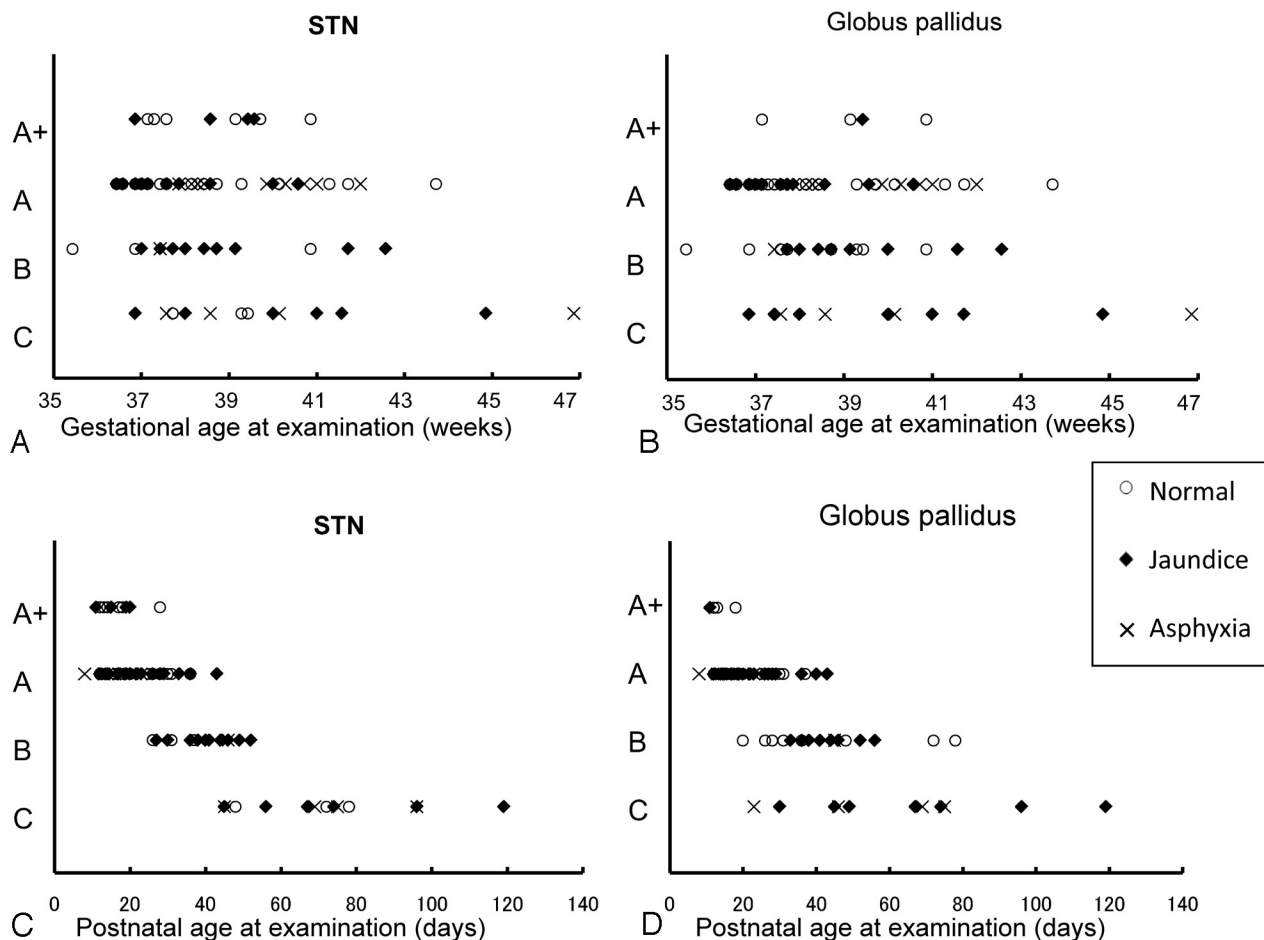 STN
A+
A
B
C
35 37 39 41 43 45 47
Gestational age at examination (weeks)
A
Globus pallidus
A+
A
B
C
35 37 39 41 43 45 47
Gestational age at examination (weeks)
B
Normal
Jaundice
Asphyxia
STN
A+
A
B
C
0 20 40 60 80 100 120 140
Postnatal age at examination (days)
C
Globus pallidus
A+
A
B
C
0 20 40 60 80 100 120 140
Postnatal age at examination (days)
D